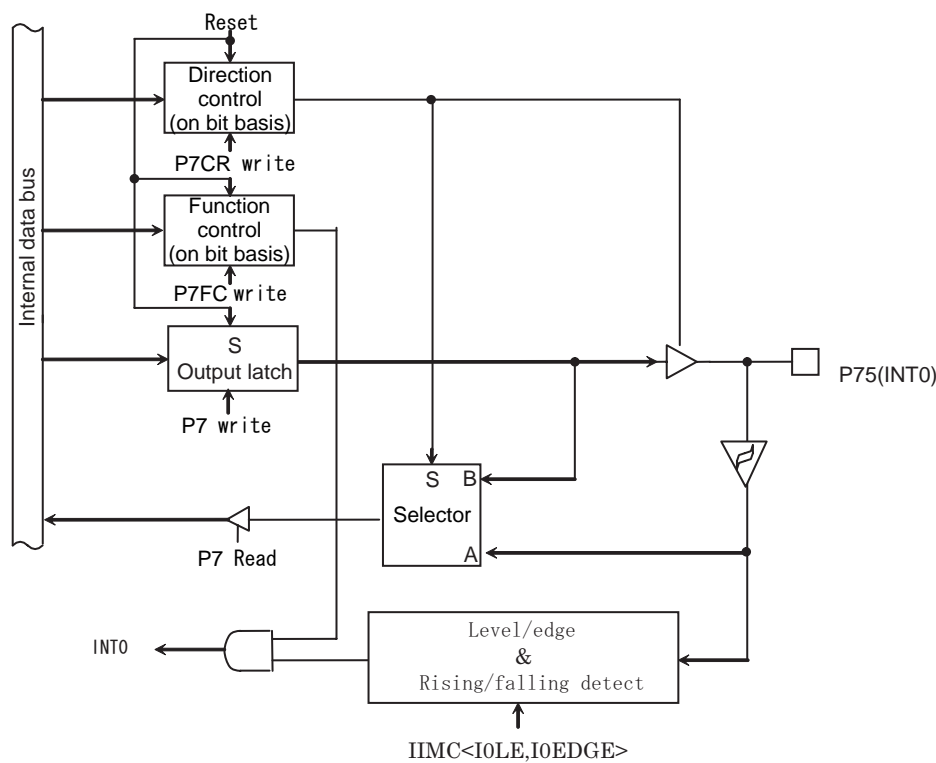 Reset
Internal data bus
Direction
control
(on bit basis)
P7CR write
Function
control
(on bit basis)
P7FC write
S
Output latch
P7 write
P75(INT0)
S B
Selector
A
P7 Read
INT0
Level/edge
&
Rising/falling detect
IIMC<I0LE,I0EDGE>